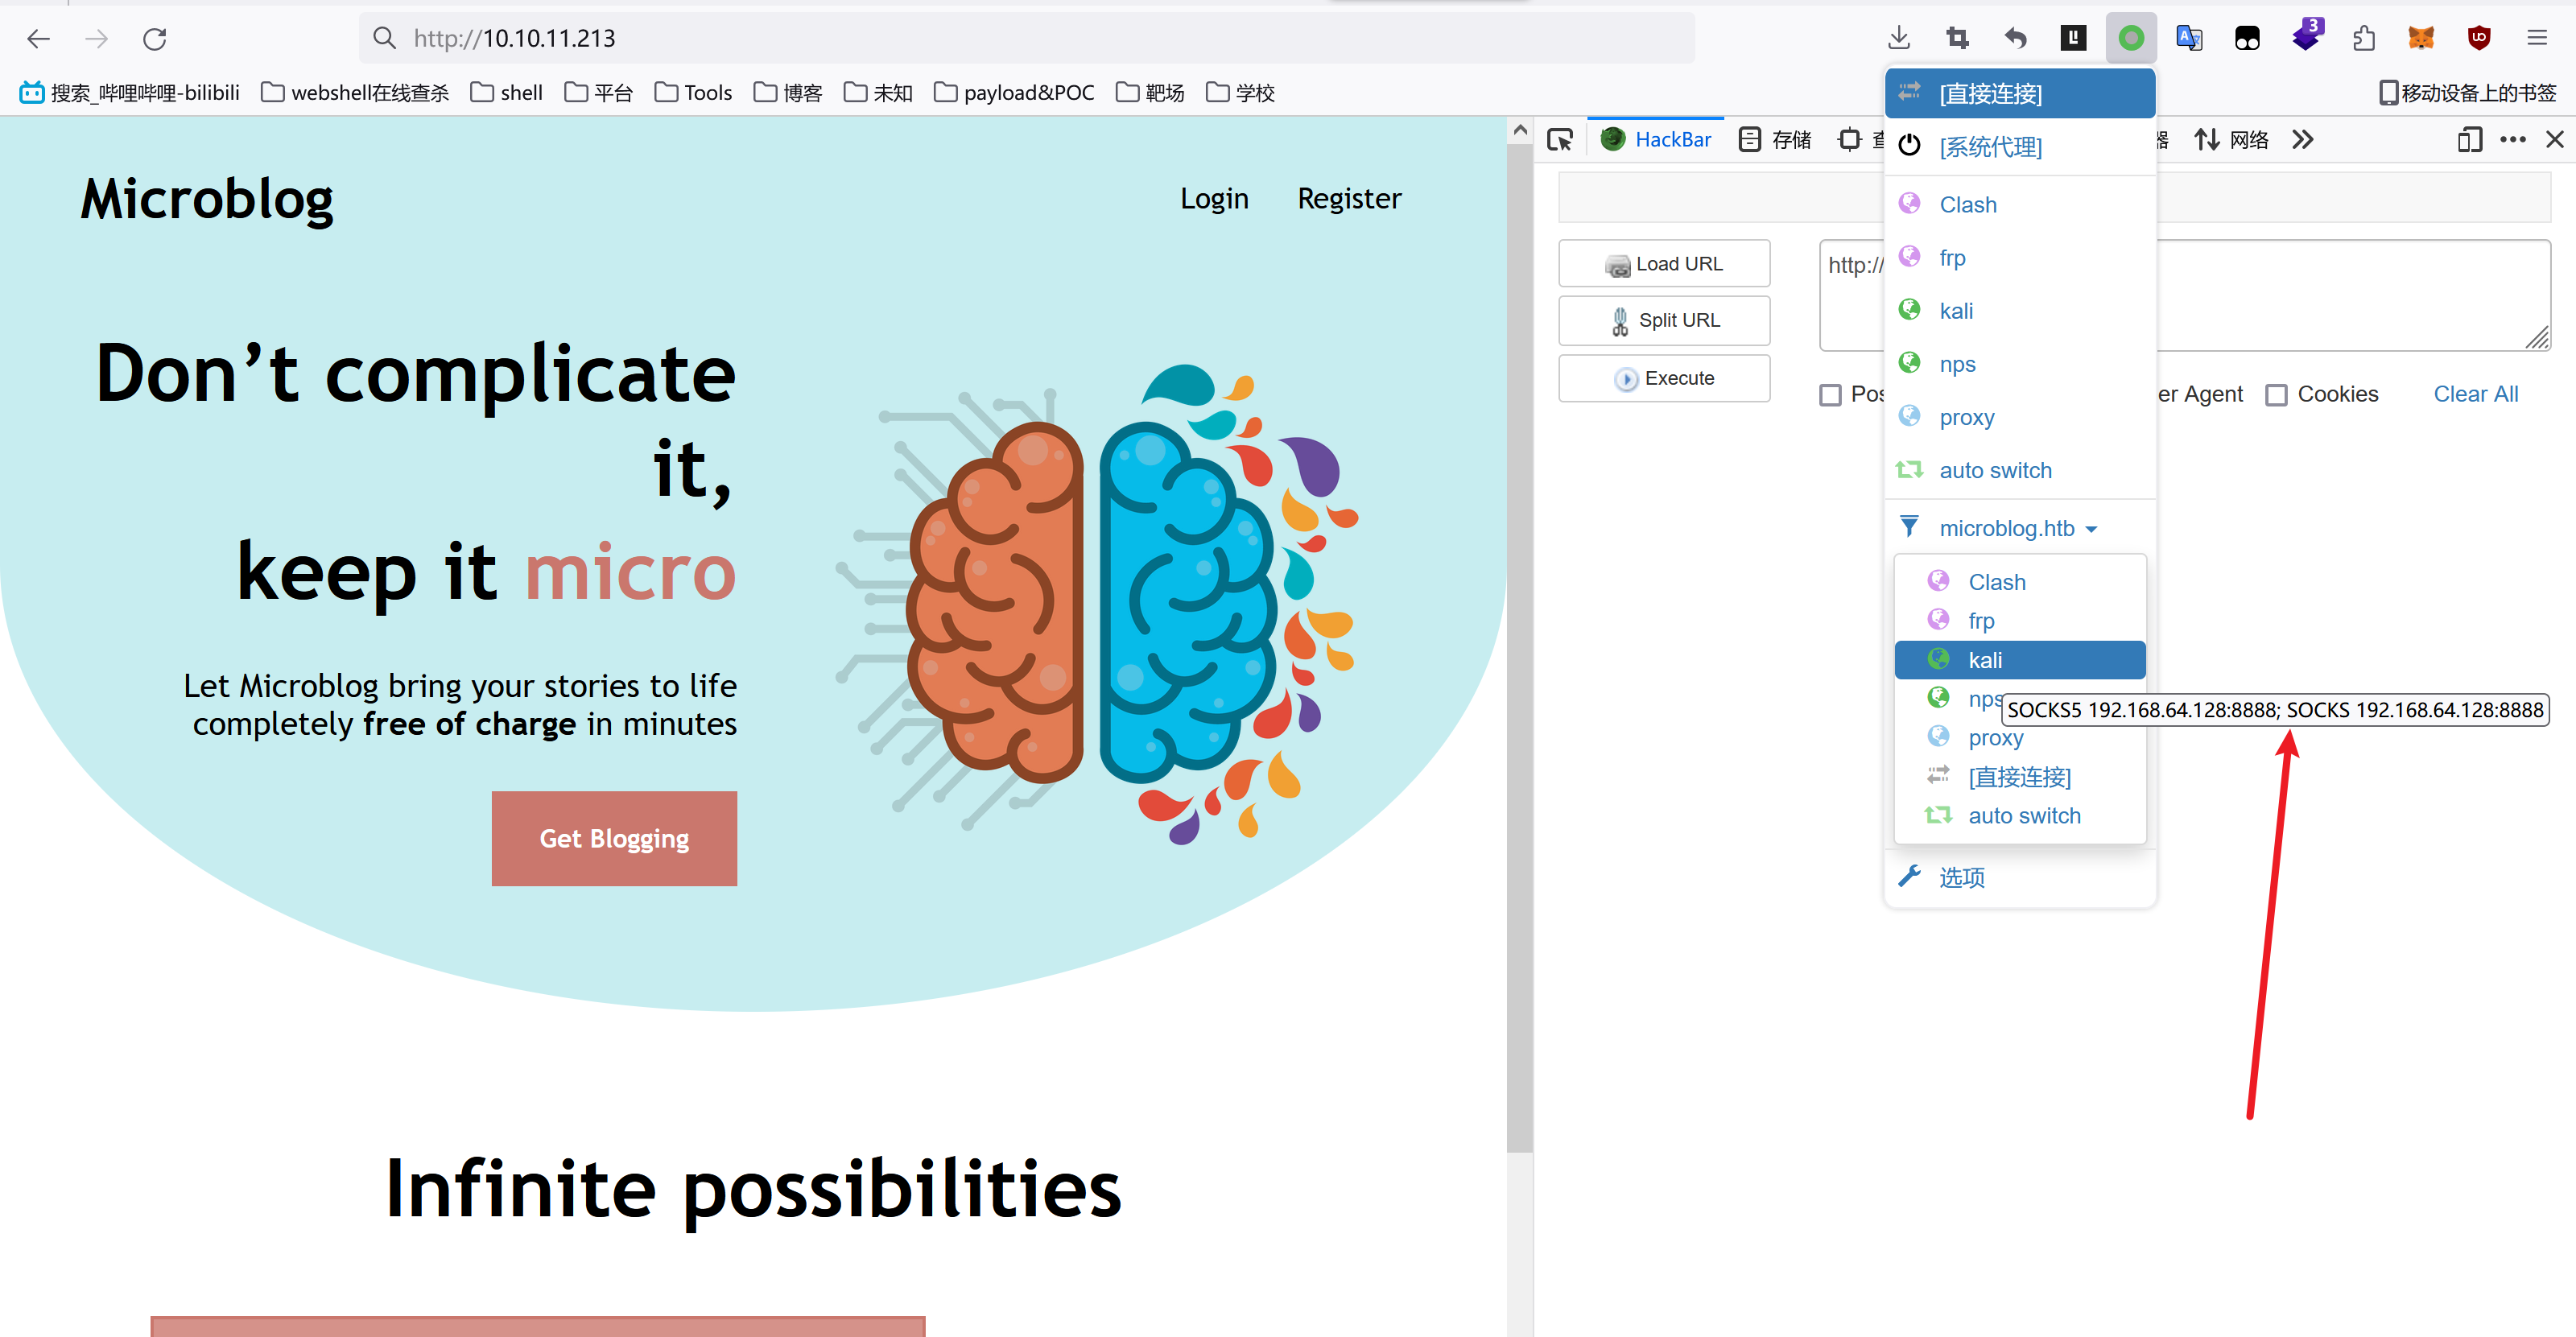 http://10.10.11.213
3
搜索_哔哩哔哩-bilibili webshell在线查杀 shell 平台 Tools 博客 未知 payload&POC 靶场 学校 移动设备上的书签
Microblog
Login Register
Don’t complicate
it,
keep it micro
Let Microblog bring your stories to life
completely free of charge in minutes
Get Blogging
Infinite possibilities
HackBar 存储 查 器 网络
Load URL
Split URL
Execute
http://
Pos er Agent Cookies Clear All
[直接连接]
[系统代理]
Clash
frp
kali
nps
proxy
auto switch
microblog.htb
Clash
frp
kali
nps
SOCKS5 192.168.64.128:8888; SOCKS 192.168.64.128:8888
proxy
[直接连接]
auto switch
选项